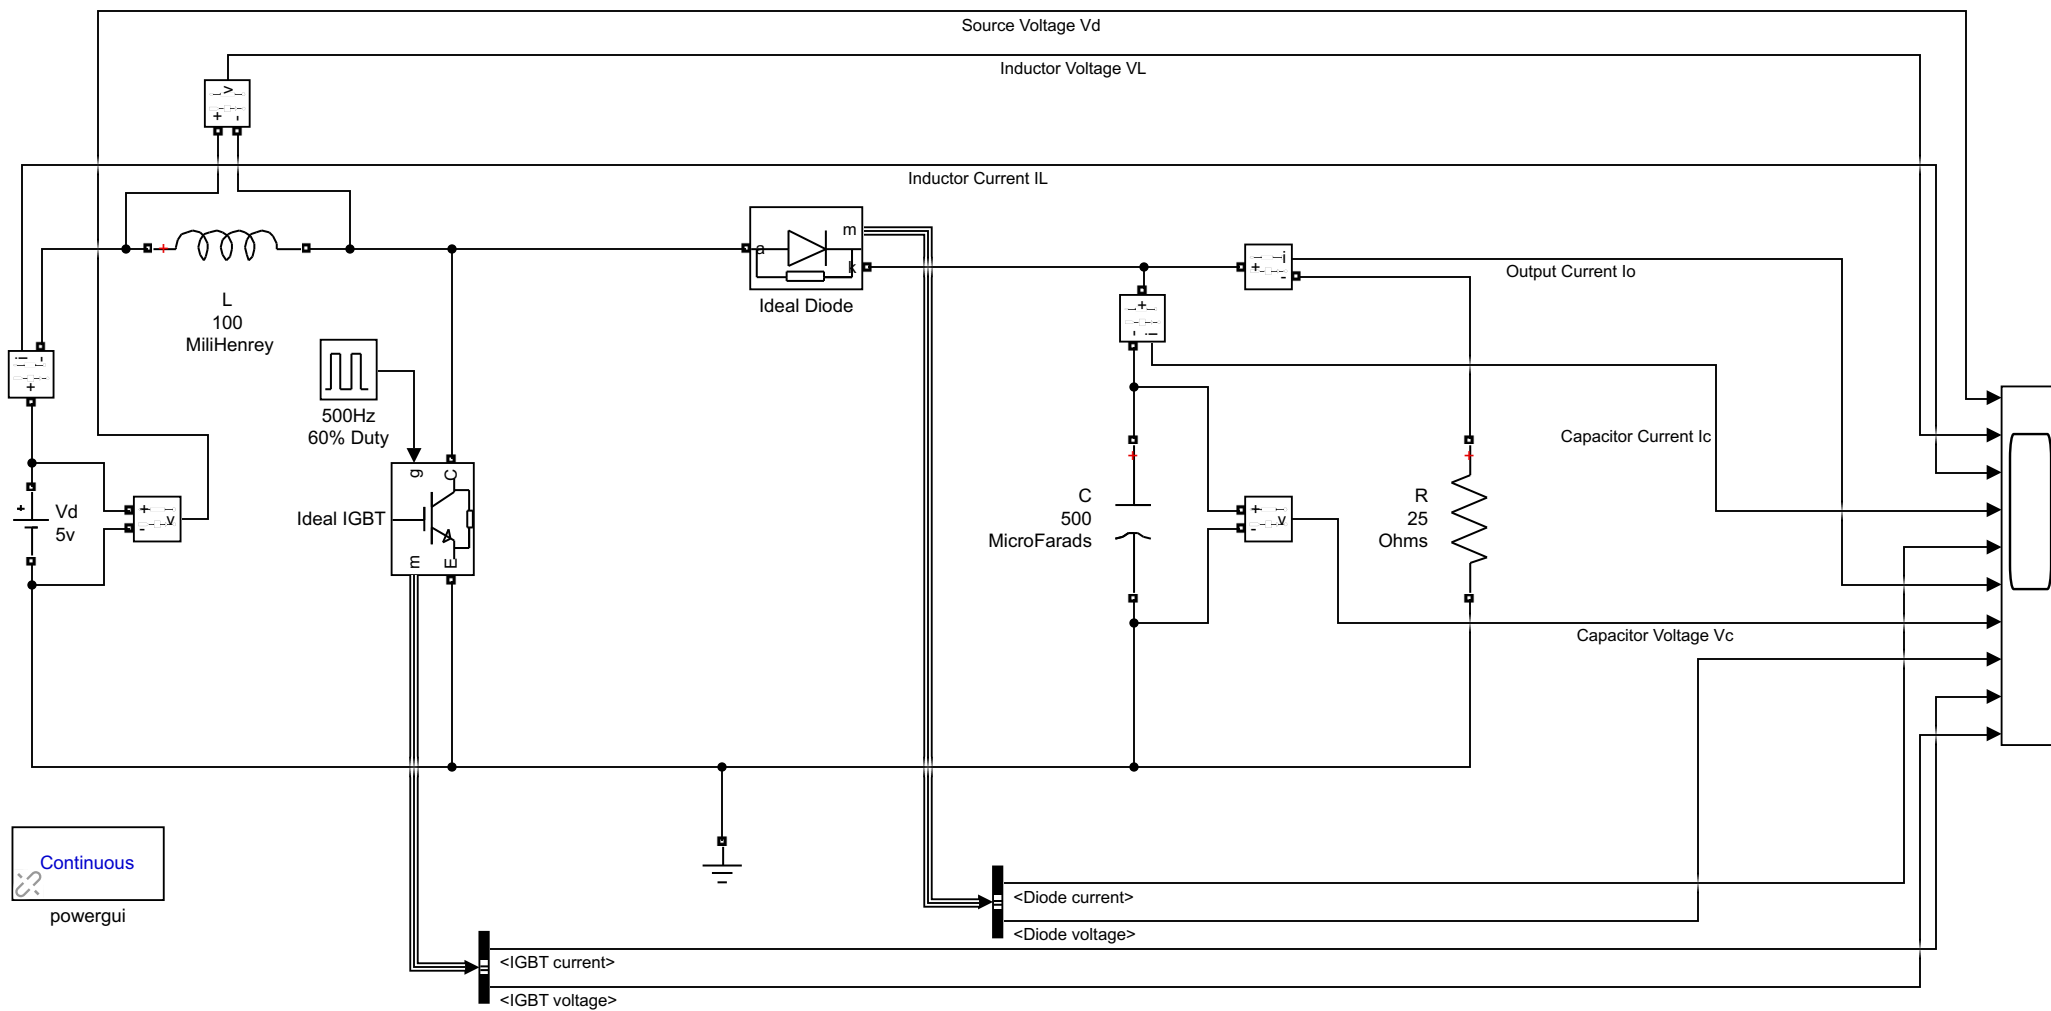 Source Voltage Vd
Inductor Voltage VL
v
+ -
Inductor Current IL
m
a
k
Ideal Diode
i
+
-
Output Current Io
L
100
MiliHenrey
+
- i
i -
+
500Hz
60% Duty
Capacitor Current Ic
g C
Ideal IGBT
m E
+
Vd
5v
+
- v
C
500
MicroFarads
+
- v
R
25
Ohms
Capacitor Voltage Vc
Continuous
powergui
<Diode current>
<Diode voltage>
<IGBT current>
<IGBT voltage>